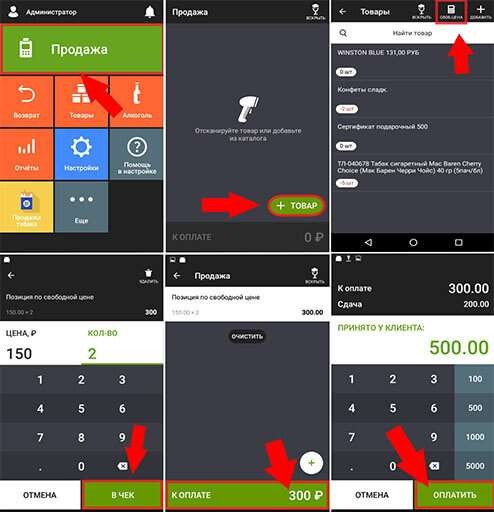 Администратор
Продажа
Возврат
Товары
Алкоголь
Отчёты
Настройки
Помощь
в настройке
Продажа
табака
Еще
Продажа
ВСКРЫТЬ
Отсканируйте товар или добавьте
из каталога
+ ТОВАР
К ОПЛАТЕ
0 ₽
Товары
ВСКРЫТЬ
СВОБ.ЦЕНА
ДОБАВИТЬ
Найти товар
WINSTON BLUE 131,00 РУБ
0 шт
Конфеты сладк.
Сертификат подарочный 500
0 шт
ТЛ-040678 Табак сигаретный Mac Baren Cherry
Choice (Мак Барен Черри Чойс) 40 гр (5пач/бл)
УДАЛИТЬ
Позиция по свободной цене
150.00 × 2
300
ЦЕНА, ₽
КОЛ-ВО
150
2
1 2 3
4 5 6
7 8 9
. 0
ОТМЕНА
В ЧЕК
Продажа
ВСКРЫТЬ
Позиция по свободной цене
150.00 × 2
300.00
ОЧИСТИТЬ
+
К ОПЛАТЕ
300 ₽
К оплате
300.00
Сдача
200.00
ПРИНЯТО У КЛИЕНТА:
500.00
1 2 3 100
4 5 6 500
7 8 9 1000
. 0 5000
ОТМЕНА
ОПЛАТИТЬ